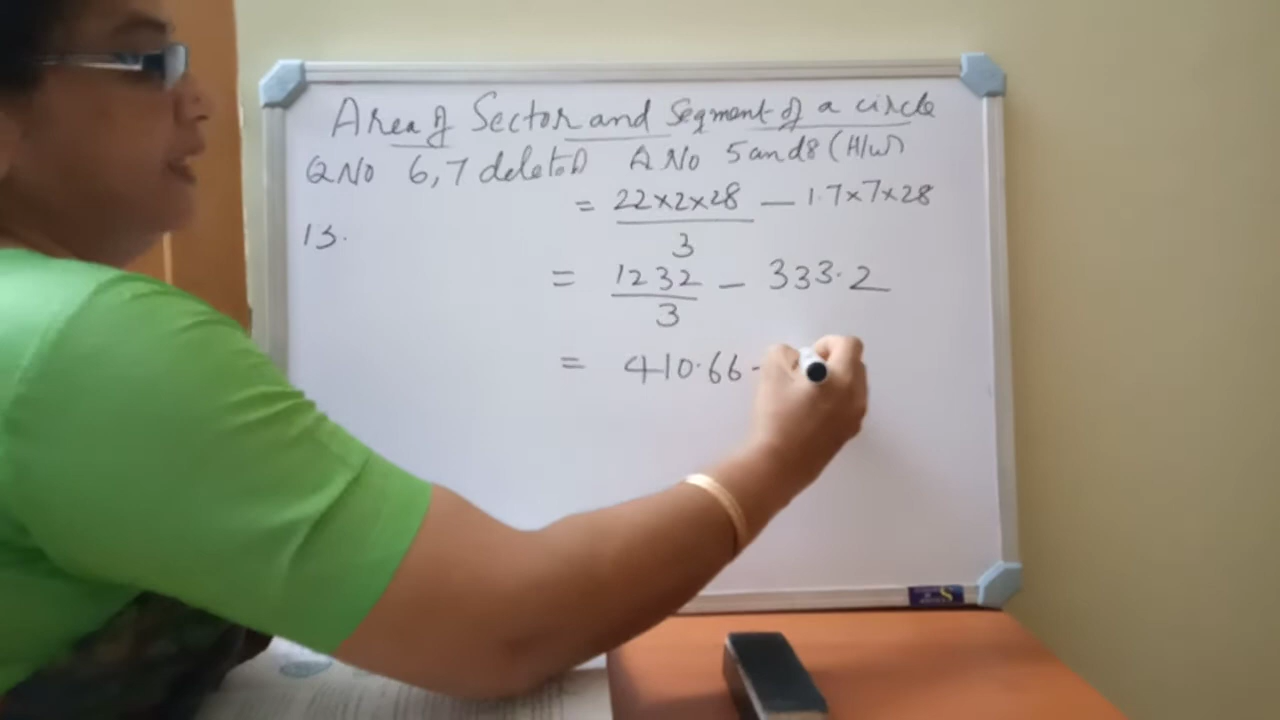 Area of Sector and Segment of a circle
Q No 6, 7 deleted Q No 5 and 8 (H/W)
= 22×2×28 / 3 — 1.7×7×28
13.
= 1232 / 3 — 333.2
= 410.66 -